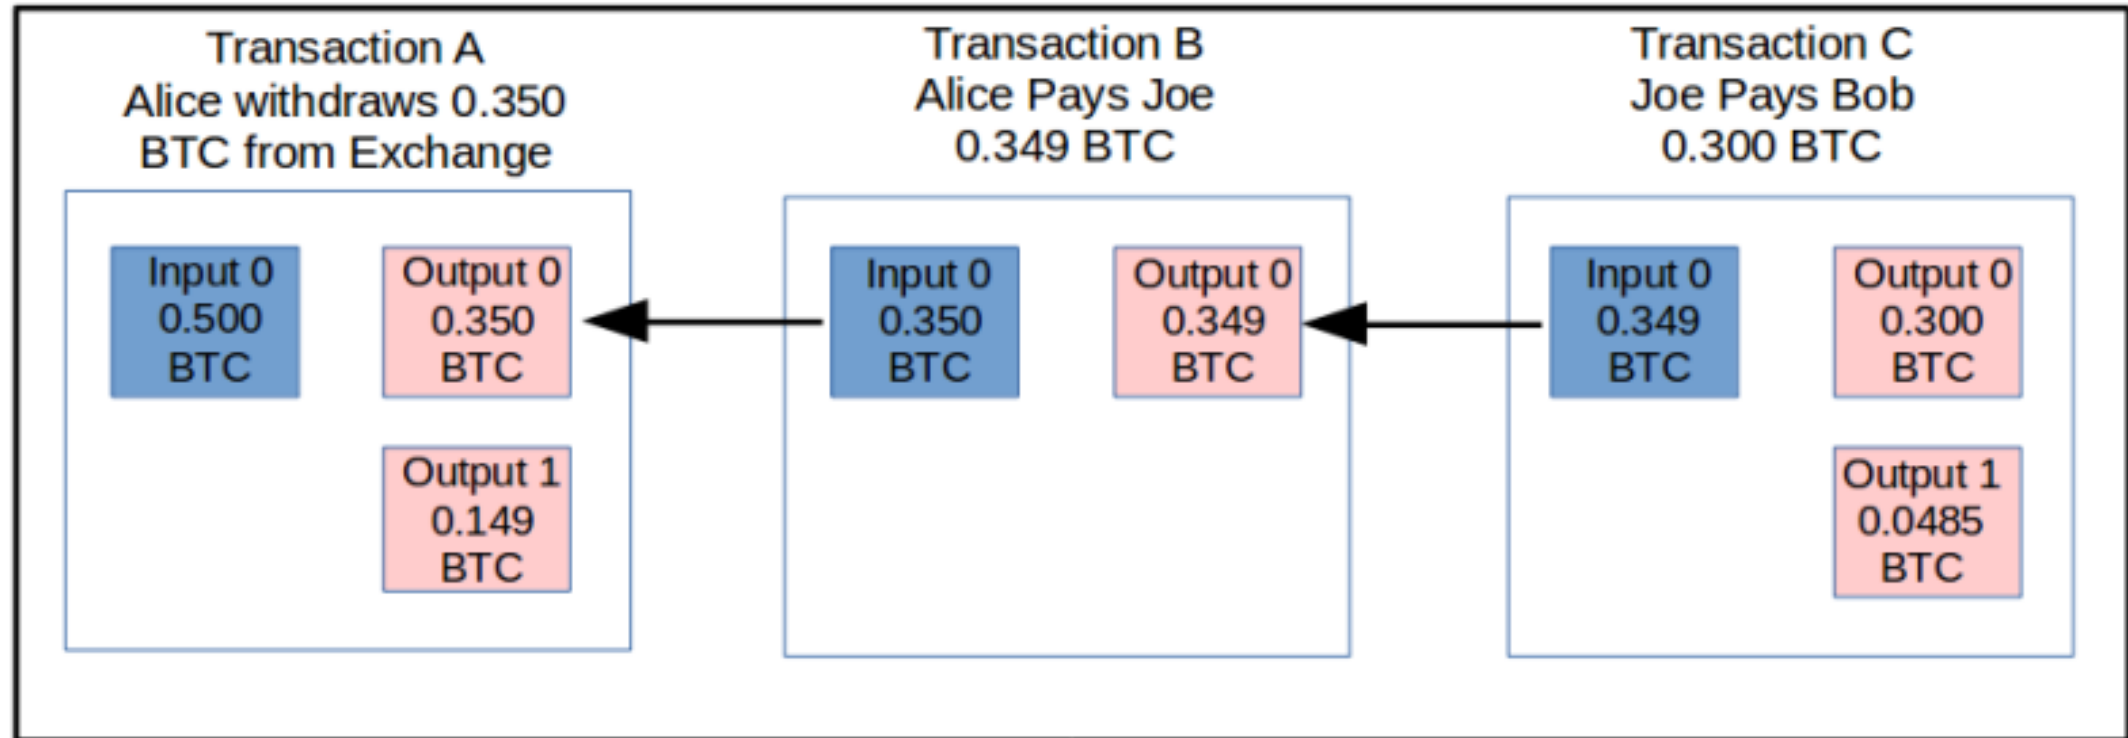 Transaction A
Alice withdraws 0.350
BTC from Exchange
Input 0
0.500
BTC
Output 0
0.350
BTC
Output 1
0.149
BTC
Transaction B
Alice Pays Joe
0.349 BTC
Input 0
0.350
BTC
Output 0
0.349
BTC
Transaction C
Joe Pays Bob
0.300 BTC
Input 0
0.349
BTC
Output 0
0.300
BTC
Output 1
0.0485
BTC